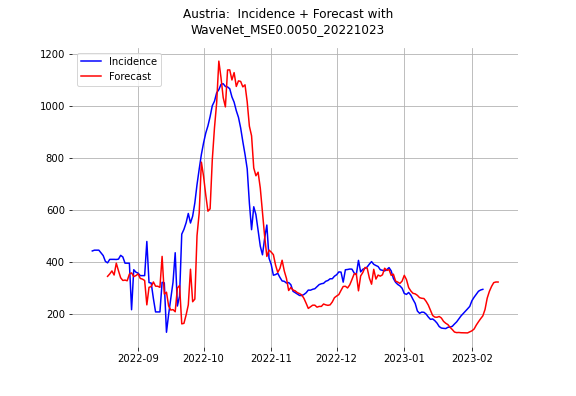 Austria:  Incidence + Forecast with
WaveNet_MSE0.0050_20221023
Incidence
Forecast
1200
1000
800
600
400
200
2022-09 2022-10 2022-11 2022-12 2023-01 2023-02